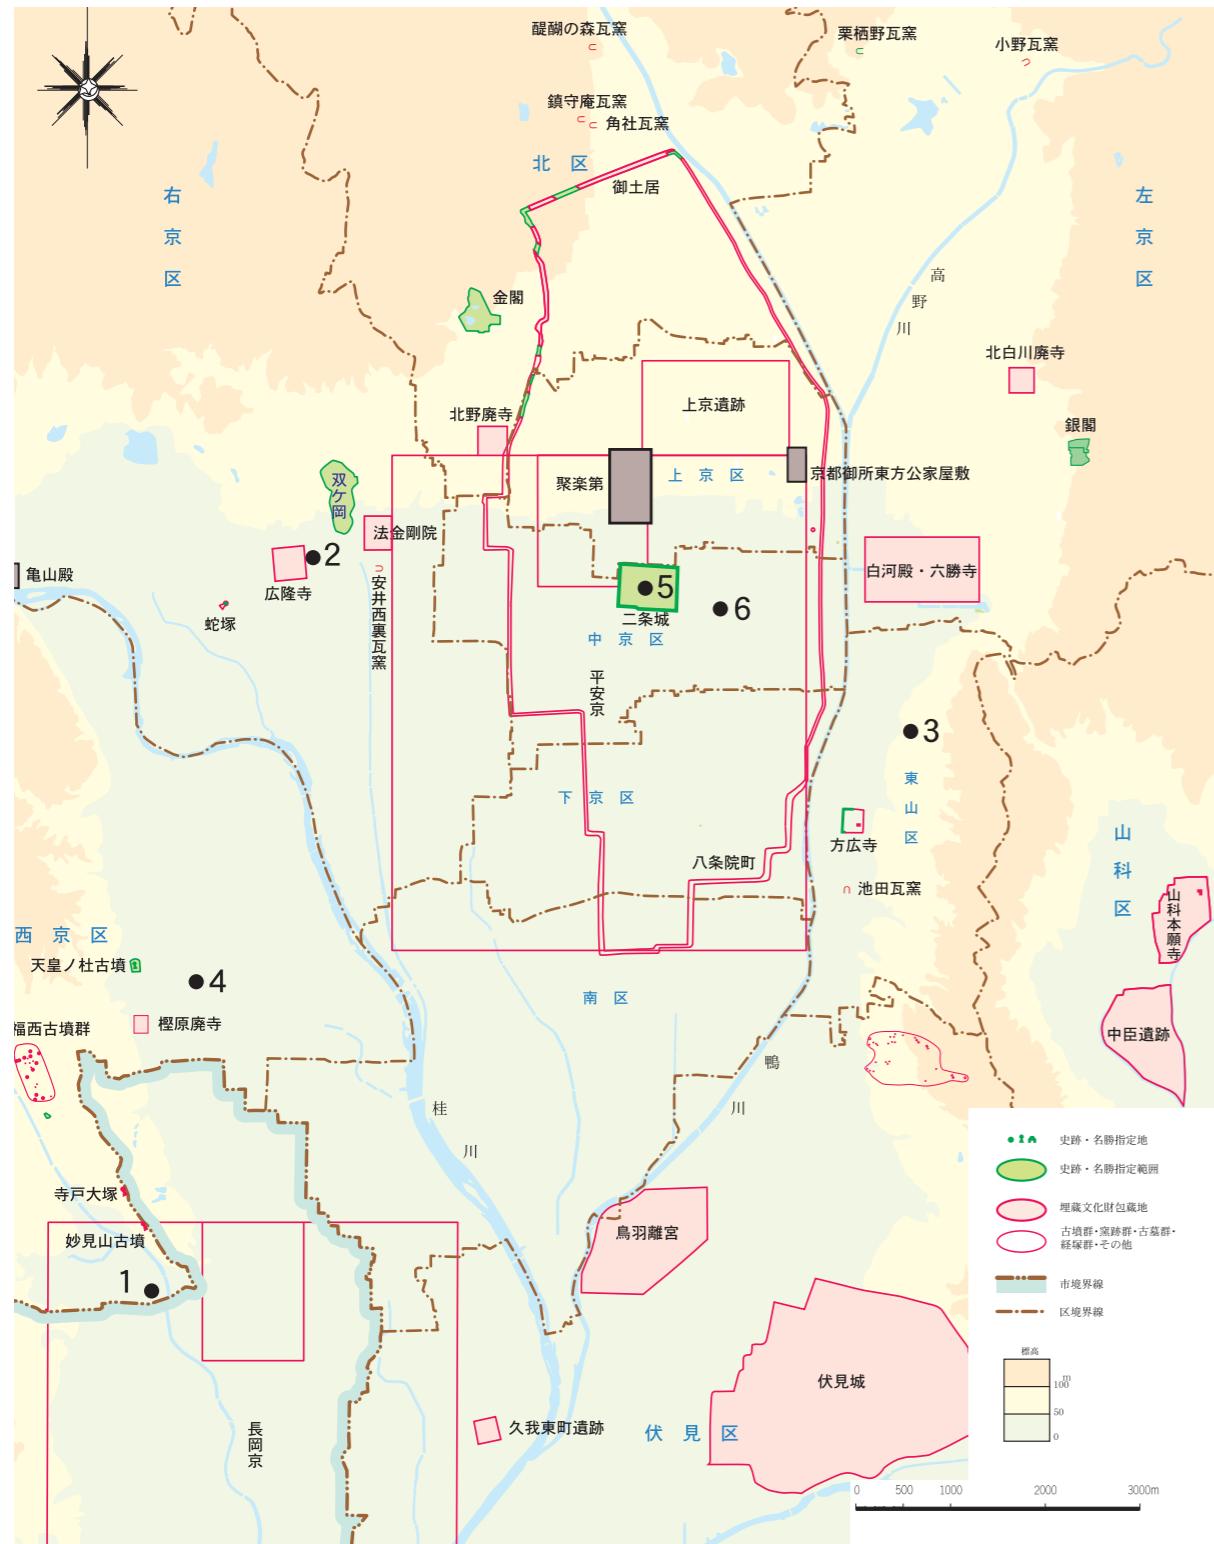 醍醐の森瓦窯
栗栖野瓦窯
小野瓦窯
鎮守庵瓦窯
角社瓦窯
北区
御土居
右京区
左京区
高野川
金閣
北白川廃寺
上京遺跡
北野廃寺
銀閣
双ケ岡
聚楽第
上京区
京都御所東方公家屋敷
法金剛院
2
亀山殿
広隆寺
白河殿・六勝寺
5
6
蛇塚
安井西裏瓦窯
二条城
中京区
平安京
3
東山区
下京区
方広寺
山科区
八条院町
池田瓦窯
山科本願寺
西京区
天皇ノ杜古墳
4
南区
福西古墳群
樫原廃寺
中臣遺跡
鴨川
桂川
寺戸大塚
妙見山古墳
1
鳥羽離宮
伏見城
長岡京
久我東町遺跡
伏見区
史跡・名勝指定地
史跡・名勝指定範囲
埋蔵文化財包蔵地
古墳群・窯跡群・古墓群・
経塚群・その他
市境界線
区境界線
標高
m
100
50
0
0 500 1000 2000 3000m